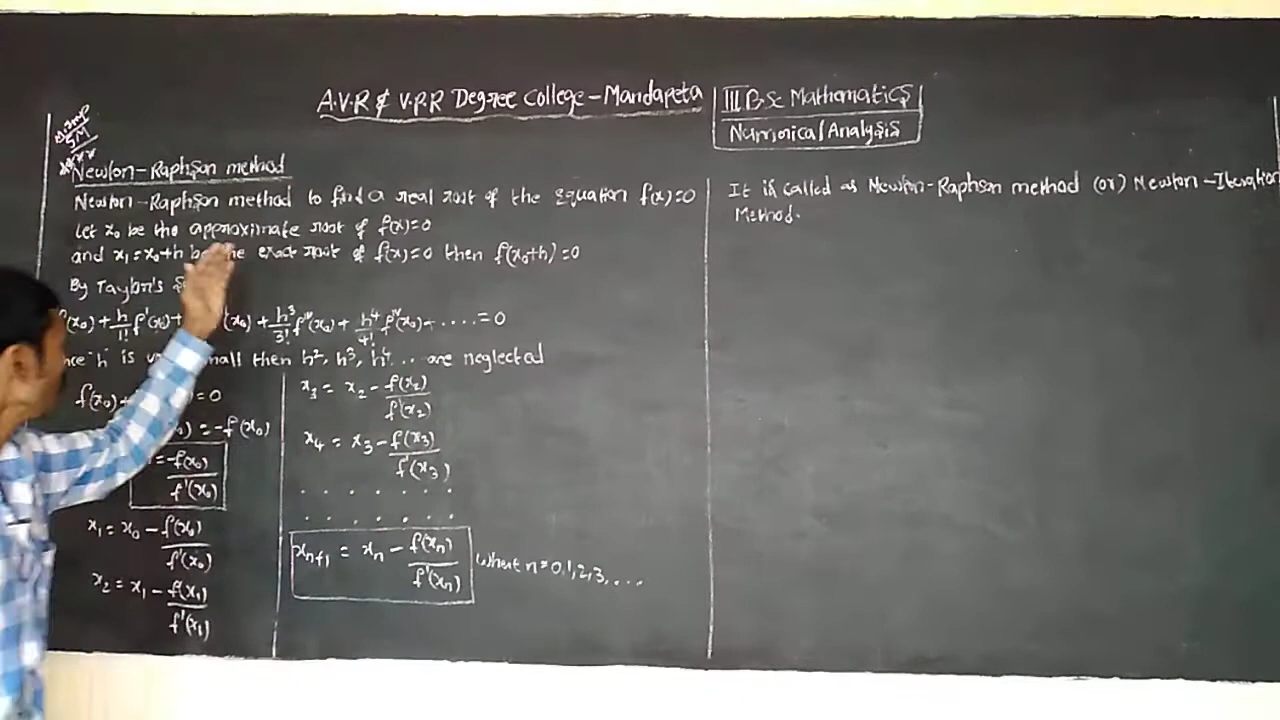 A.V.R & V.P.R Degree College - Mandapeta
III B.Sc Mathematics
Numerical Analysis
5M
***
Newton-Raphson method
Newton-Raphson method to find a real root of the Equation f(x)=0
Let x₀ be the approximate root of f(x)=0
and x₁=x₀+h be the exact root of f(x)=0 then f(x₀+h)=0
By Taylor's
(x₀) + h/1! f'(x₀) + (x₀) + h³/3! f'''(x₀) + h⁴/4! f^{IV}(x₀) - .....=0
'h' is small then h², h³, h⁴... are neglected
f(x₀)+ )=0
) = -f(x₀)
= -f(x₀)/f'(x₀)
x₁ = x₀ - f(x₀)/f'(x₀)
x₂ = x₁ - f(x₁)/f'(x₁)
x₃ = x₂ - f(x₂)/f'(x₂)
x₄ = x₃ - f(x₃)/f'(x₃)
. . . . . . .
. . . . . . .
xₙ₊₁ = xₙ - f(xₙ)/f'(xₙ) where n=0,1,2,3,...
It is called as Newton-Raphson method (or) Newton-Iteration
Method.